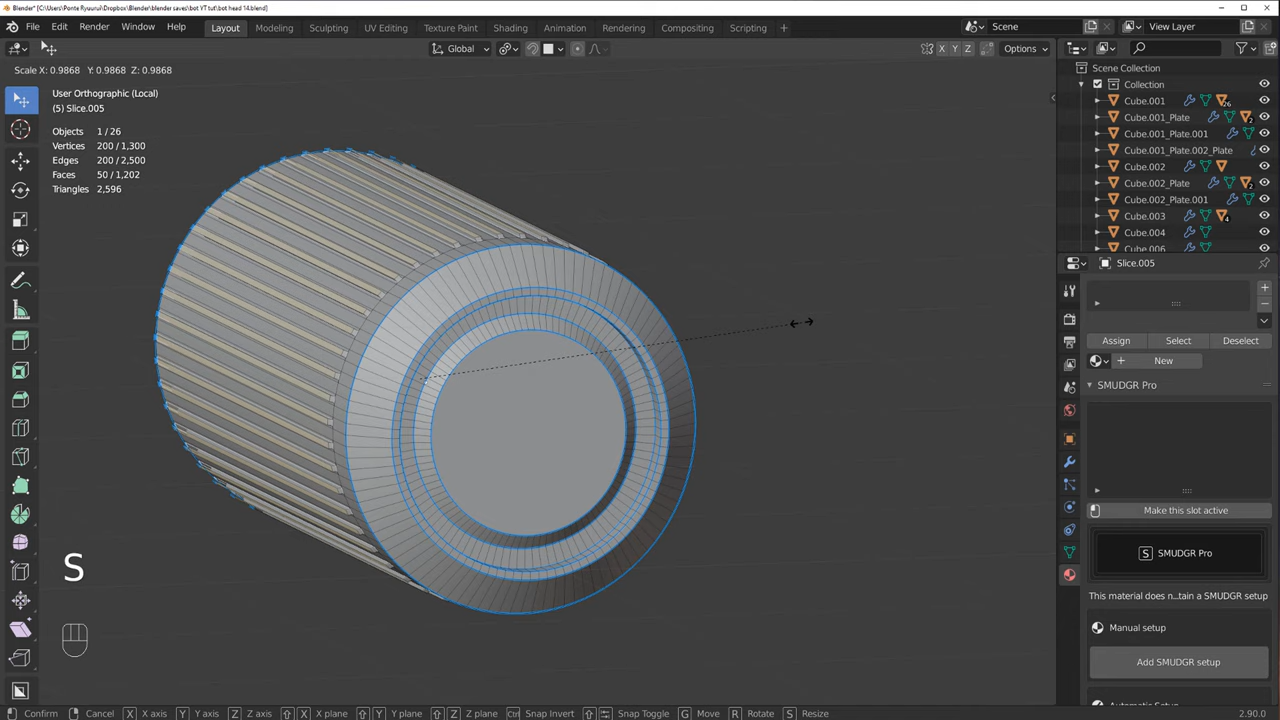 Blender* [C:\Users\Ponte Ryuurui\Dropbox\blender saves\bot YT tut\bot head 14.blend]
File Edit Render Window Help Layout Modeling Sculpting UV Editing Texture Paint Shading Animation Rendering Compositing Scripting + Scene View Layer
Global X Y Z Options
Scale X: 0.9868 Y: 0.9868 Z: 0.9868
User Orthographic (Local)
(5) Slice.005
Objects 1 / 26
Vertices 200 / 1,300
Edges 200 / 2,500
Faces 50 / 1,202
Triangles 2,596
S
Scene Collection
Collection
Cube.001 26
Cube.001_Plate 2
Cube.001_Plate.001
Cube.001_Plate.002_Plate
Cube.002
Cube.002_Plate 2
Cube.002_Plate.001
Cube.003 4
Cube.004
Cube.006
Slice.005
Assign Select Deselect
New
SMUDGR Pro
Make this slot active
S SMUDGR Pro
This material does n...tain a SMUDGR setup
Manual setup
Add SMUDGR setup
Confirm Cancel X X axis Y Y axis Z Z axis X X plane Y Y plane Z Z plane Ctrl Snap Invert Snap Toggle G Move R Rotate S Resize 2.90.0